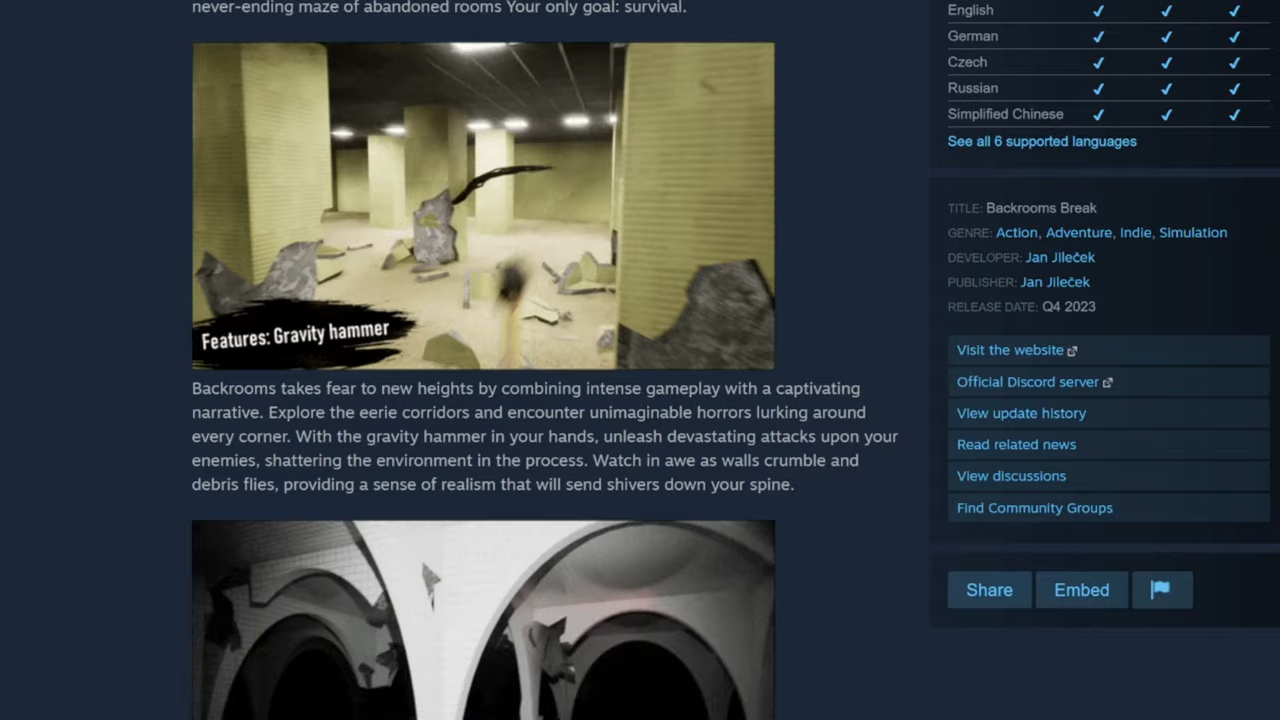 never-ending maze of abandoned rooms Your only goal: survival.
Features: Gravity hammer
Backrooms takes fear to new heights by combining intense gameplay with a captivating
narrative. Explore the eerie corridors and encounter unimaginable horrors lurking around
every corner. With the gravity hammer in your hands, unleash devastating attacks upon your
enemies, shattering the environment in the process. Watch in awe as walls crumble and
debris flies, providing a sense of realism that will send shivers down your spine.
English ✓ ✓ ✓
German ✓ ✓ ✓
Czech ✓ ✓ ✓
Russian ✓ ✓ ✓
Simplified Chinese ✓ ✓ ✓
See all 6 supported languages
TITLE: Backrooms Break
GENRE: Action, Adventure, Indie, Simulation
DEVELOPER: Jan Jileček
PUBLISHER: Jan Jileček
RELEASE DATE: Q4 2023
Visit the website
Official Discord server
View update history
Read related news
View discussions
Find Community Groups
Share Embed